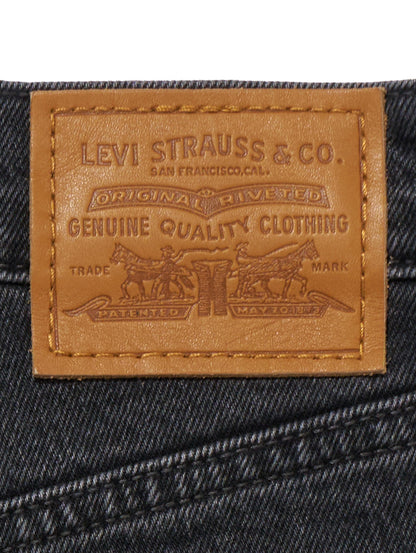 LEVI STRAUSS & CO.
SAN FRANCISCO,CAL.
ORIGINAL RIVETED
GENUINE QUALITY CLOTHING
TRADE MARK
PATENTED MAY 20 1873